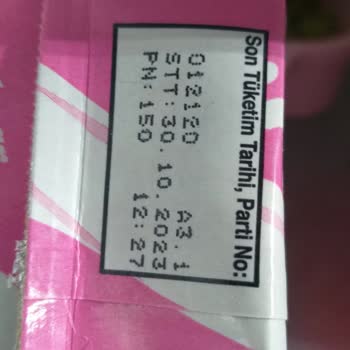 Son Tüketim Tarihi, Parti No:
012120 A3.1
STT:30.10.2023
PN:150 12:27